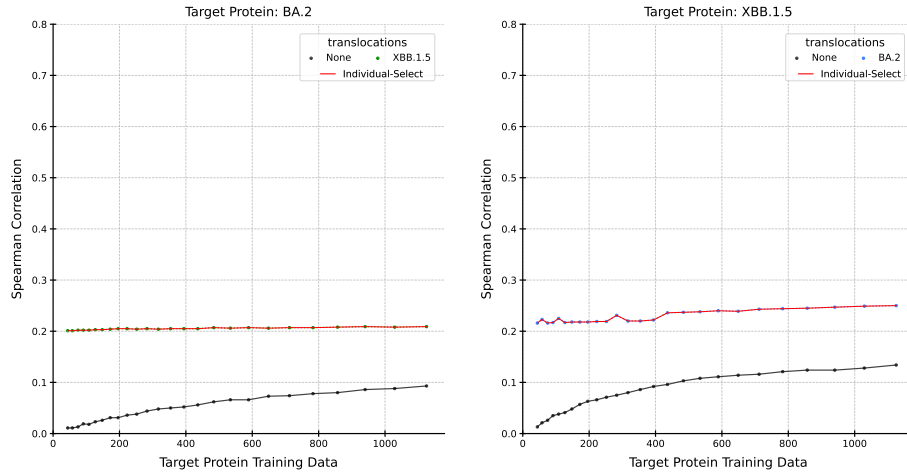 Target Protein: BA.2
0.8
0.7
0.6
0.5
0.4
0.3
0.2
0.1
0.0
Spearman Correlation
translocations
None XBB.1.5
Individual-Select
0 200 400 600 800 1000
Target Protein Training Data
Target Protein: XBB.1.5
0.8
0.7
0.6
0.5
0.4
0.3
0.2
0.1
0.0
Spearman Correlation
translocations
None BA.2
Individual-Select
0 200 400 600 800 1000
Target Protein Training Data